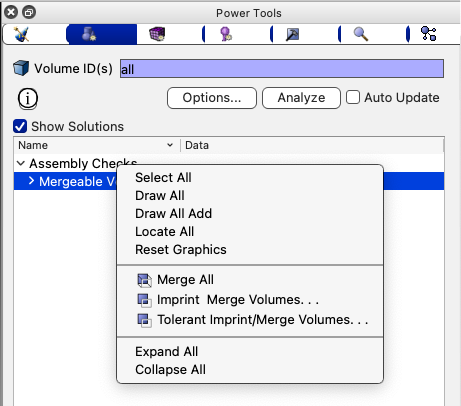 Power Tools
Volume ID(s) all
Options... Analyze Auto Update
Show Solutions
Name Data
Assembly Checks
Mergeable
Select All
Draw All
Draw All Add
Locate All
Reset Graphics
Merge All
Imprint Merge Volumes. . .
Tolerant Imprint/Merge Volumes. . .
Expand All
Collapse All